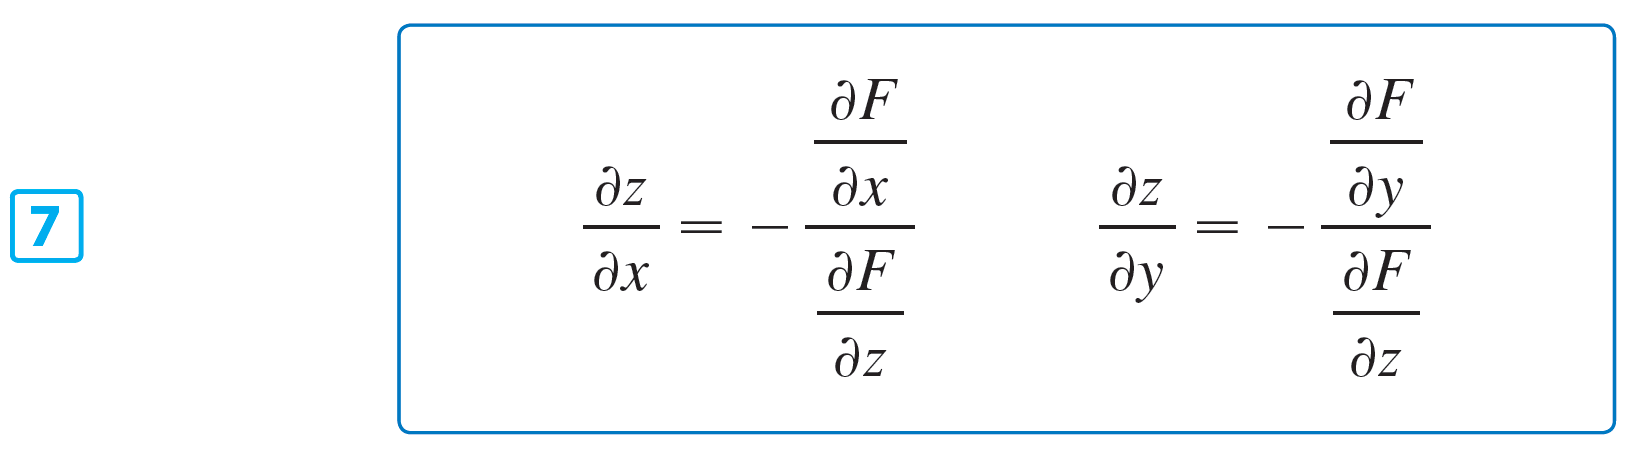 7 ∂z/∂x = − (∂F/∂x)/(∂F/∂z) ∂z/∂y = − (∂F/∂y)/(∂F/∂z)